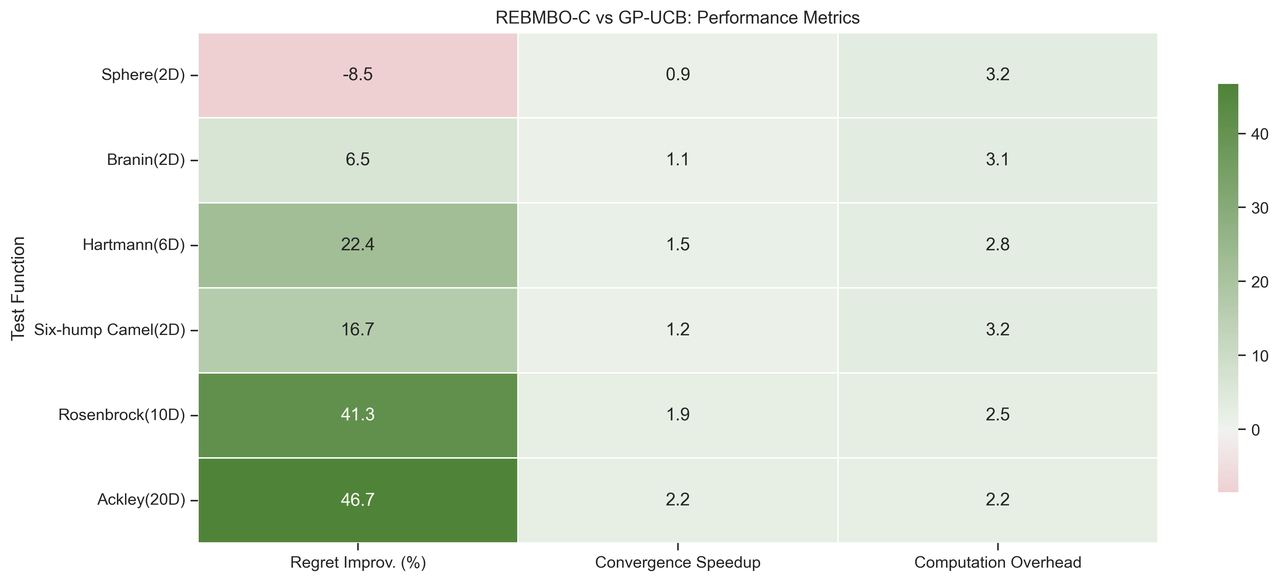 REBMBO-C vs GP-UCB: Performance Metrics
Test Function
Sphere(2D) -8.5 0.9 3.2
Branin(2D) 6.5 1.1 3.1
Hartmann(6D) 22.4 1.5 2.8
Six-hump Camel(2D) 16.7 1.2 3.2
Rosenbrock(10D) 41.3 1.9 2.5
Ackley(20D) 46.7 2.2 2.2
Regret Improv. (%) Convergence Speedup Computation Overhead
40
30
20
10
0